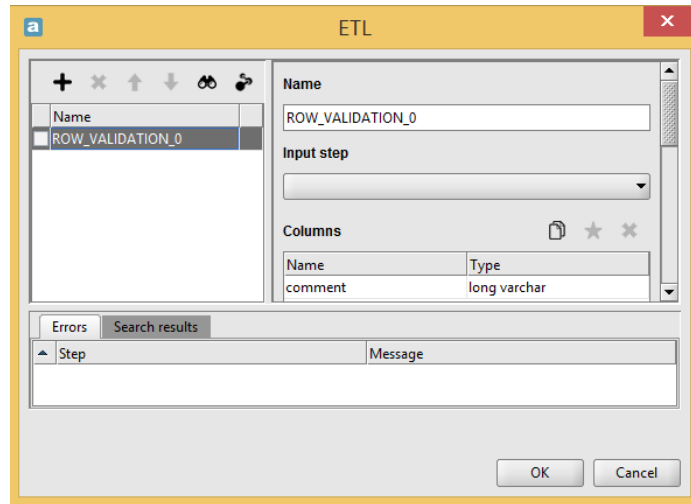 a
ETL
Name
ROW_VALIDATION_0
Name
ROW_VALIDATION_0
Input step
Columns
Name Type
comment long varchar
Errors Search results
Step Message
OK Cancel